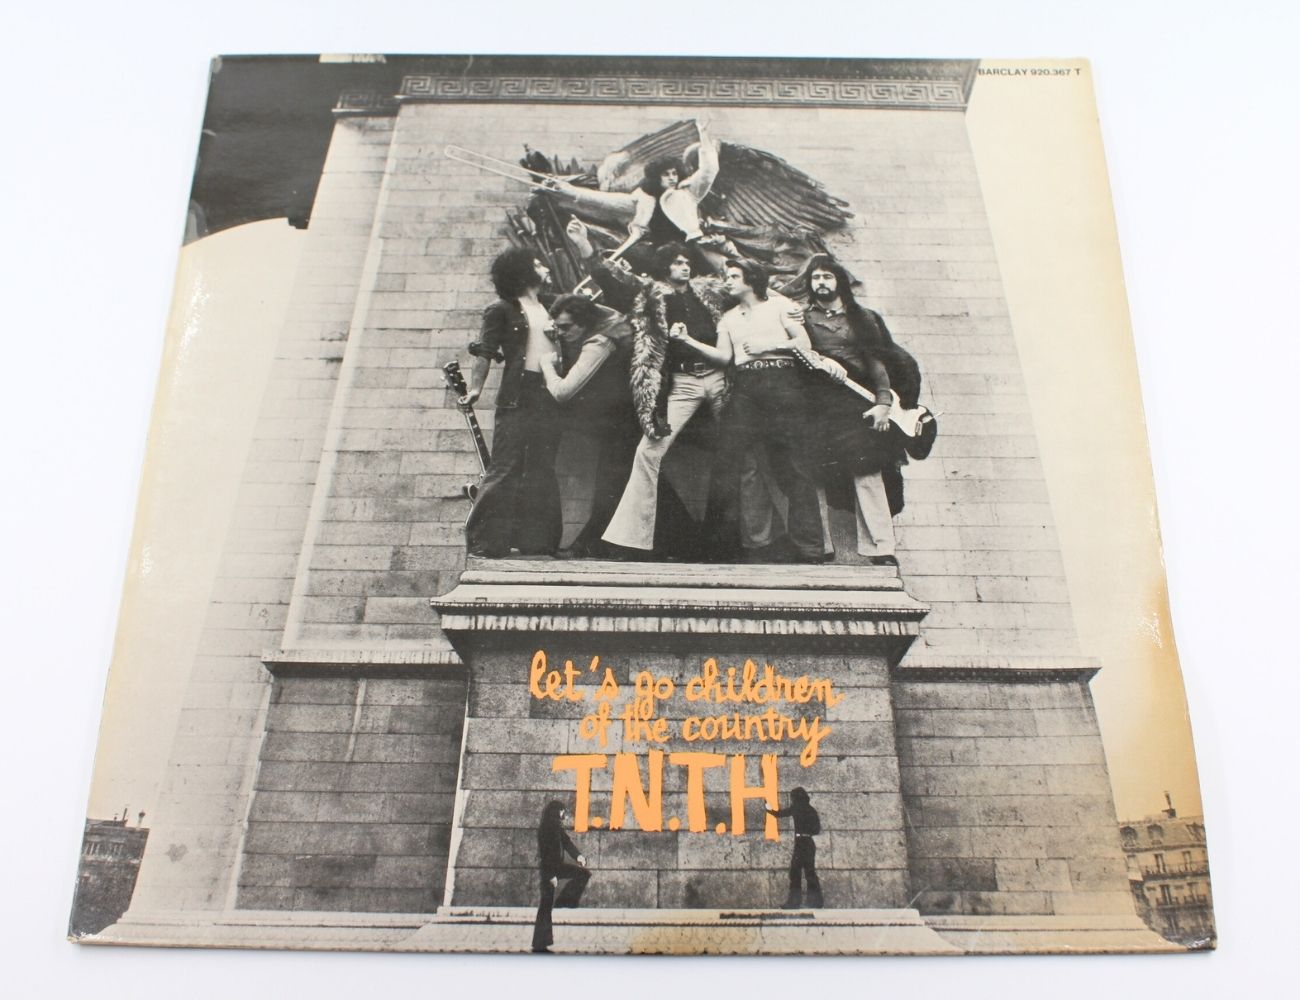 BARCLAY 920.367 T
let's go children
of the country
T.N.T.H